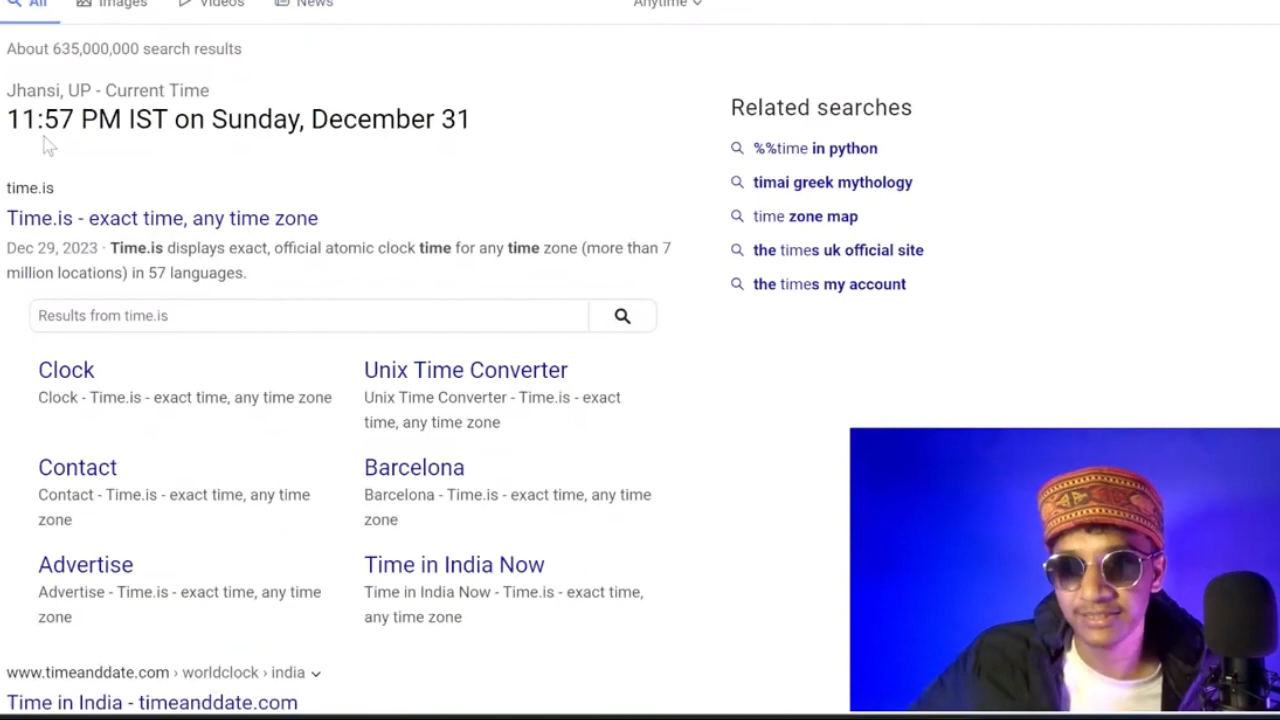 All Images Videos News Anytime
About 635,000,000 search results
Jhansi, UP - Current Time
11:57 PM IST on Sunday, December 31
time.is
Time.is - exact time, any time zone
Dec 29, 2023 · Time.is displays exact, official atomic clock time for any time zone (more than 7
million locations) in 57 languages.
Results from time.is
Clock
Clock - Time.is - exact time, any time zone
Unix Time Converter
Unix Time Converter - Time.is - exact
time, any time zone
Contact
Contact - Time.is - exact time, any time
zone
Barcelona
Barcelona - Time.is - exact time, any time
zone
Advertise
Advertise - Time.is - exact time, any time
zone
Time in India Now
Time in India Now - Time.is - exact time,
any time zone
www.timeanddate.com › worldclock › india
Time in India - timeanddate.com
Related searches
%%time in python
timai greek mythology
time zone map
the times uk official site
the times my account